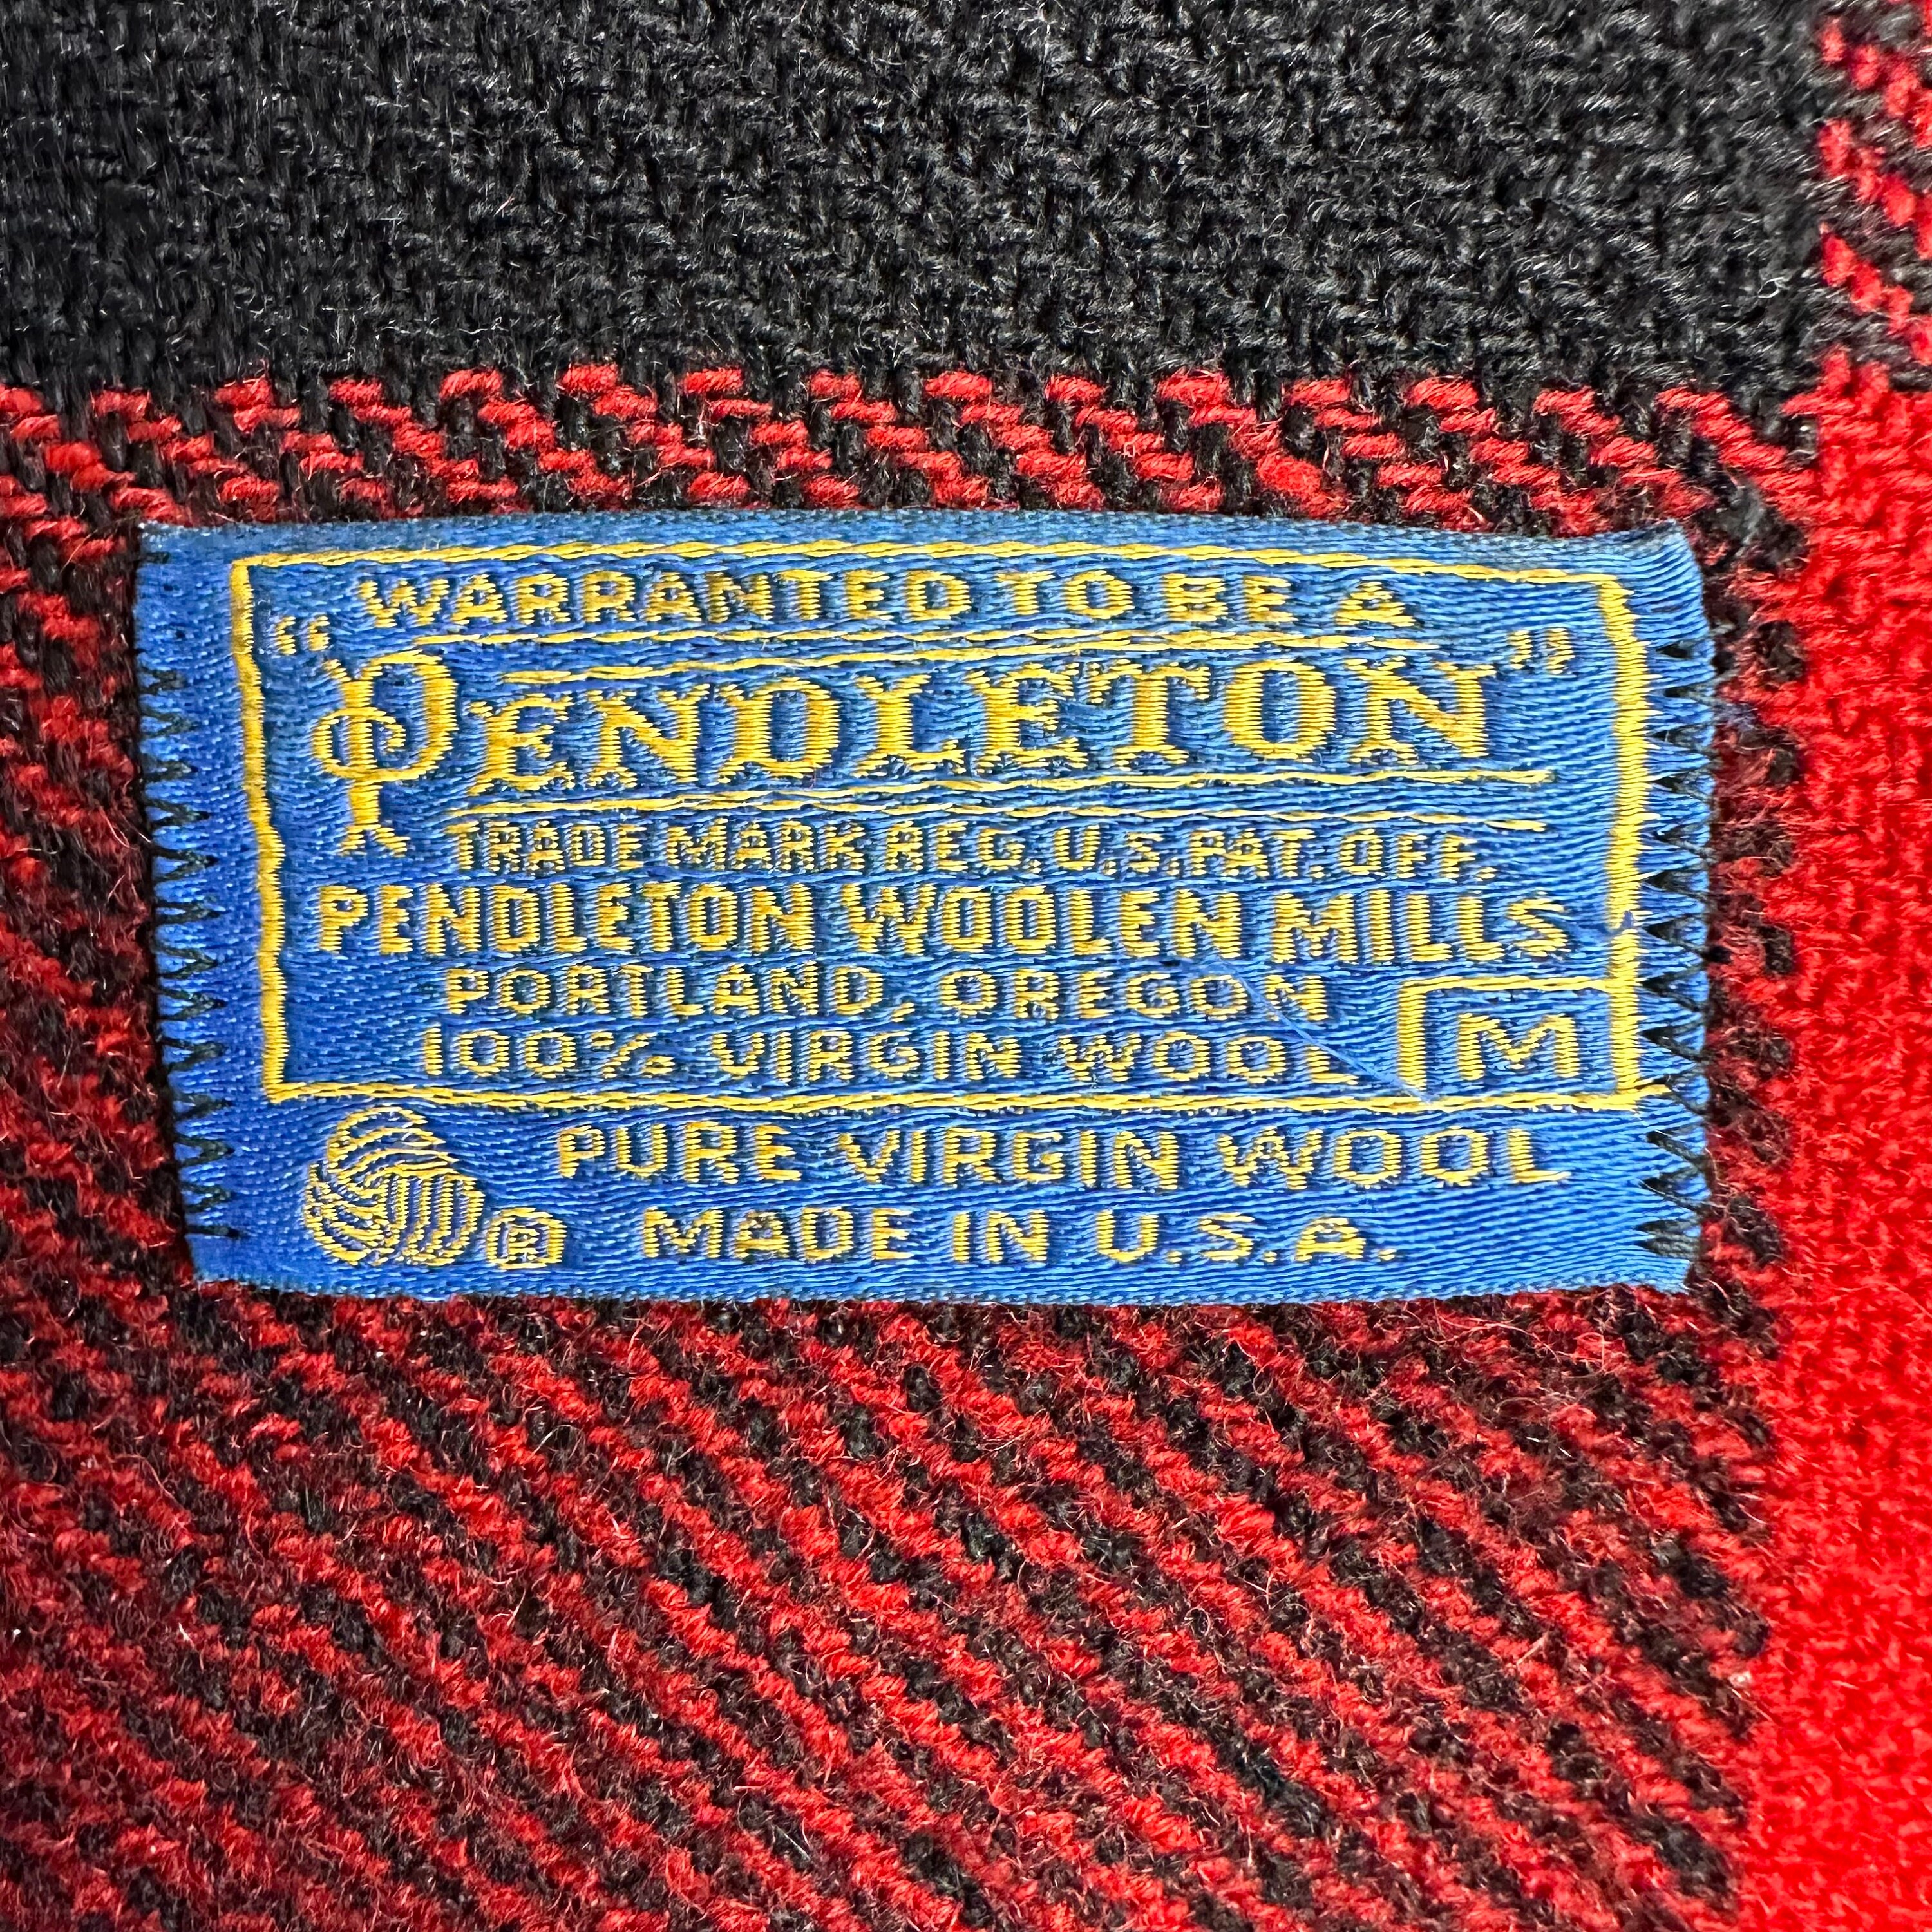 WARRANTED TO BE A
"PENDLETON"
TRADE MARK REG. U.S. PAT. OFF.
PENDLETON WOOLEN MILLS
PORTLAND, OREGON
100% VIRGIN WOOL
M
PURE VIRGIN WOOL
® MADE IN U.S.A.